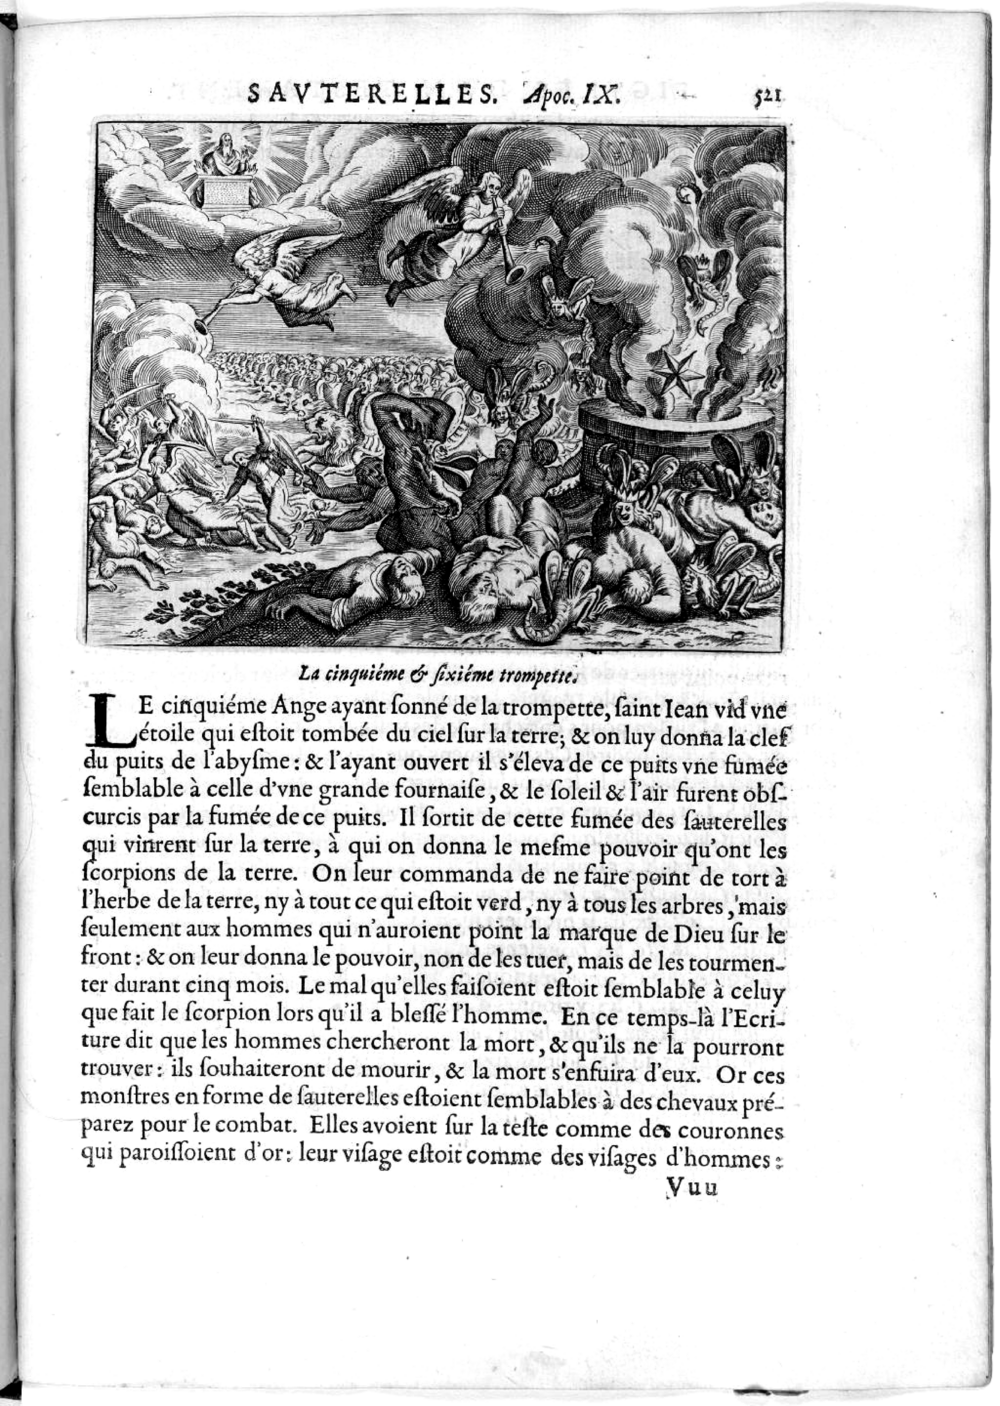 SAVTERELLES. Apoc. IX. 521
La cinquiéme & ſixiéme trompette.
LE cinquiéme Ange ayant ſonné de la trompette, ſaint Iean vid vne
étoile qui eſtoit tombée du ciel ſur la terre; & on luy donna la clef
du puits de l'abyſme: & l'ayant ouvert il s'éleva de ce puits vne fumée
ſemblable à celle d'vne grande fournaiſe, & le ſoleil & l'air furent obſ-
curcis par la fumée de ce puits. Il ſortit de cette fumée des ſauterelles
qui vinrent ſur la terre, à qui on donna le meſme pouvoir qu'ont les
ſcorpions de la terre. On leur commanda de ne faire point de tort à
l'herbe de la terre, ny à tout ce qui eſtoit verd, ny à tous les arbres, mais
ſeulement aux hommes qui n'auroient point la marque de Dieu ſur le
front: & on leur donna le pouvoir, non de les tuer, mais de les tourmen-
ter durant cinq mois. Le mal qu'elles faiſoient eſtoit ſemblable à celuy
que fait le ſcorpion lors qu'il a bleſſé l'homme. En ce temps-là l'Ecri-
ture dit que les hommes chercheront la mort, & qu'ils ne la pourront
trouver: ils ſouhaiteront de mourir, & la mort s'enfuira d'eux. Or ces
monſtres en forme de ſauterelles eſtoient ſemblables à des chevaux pré-
parez pour le combat. Elles avoient ſur la teſte comme des couronnes
qui paroiſſoient d'or: leur viſage eſtoit comme des viſages d'hommes:
Vuu